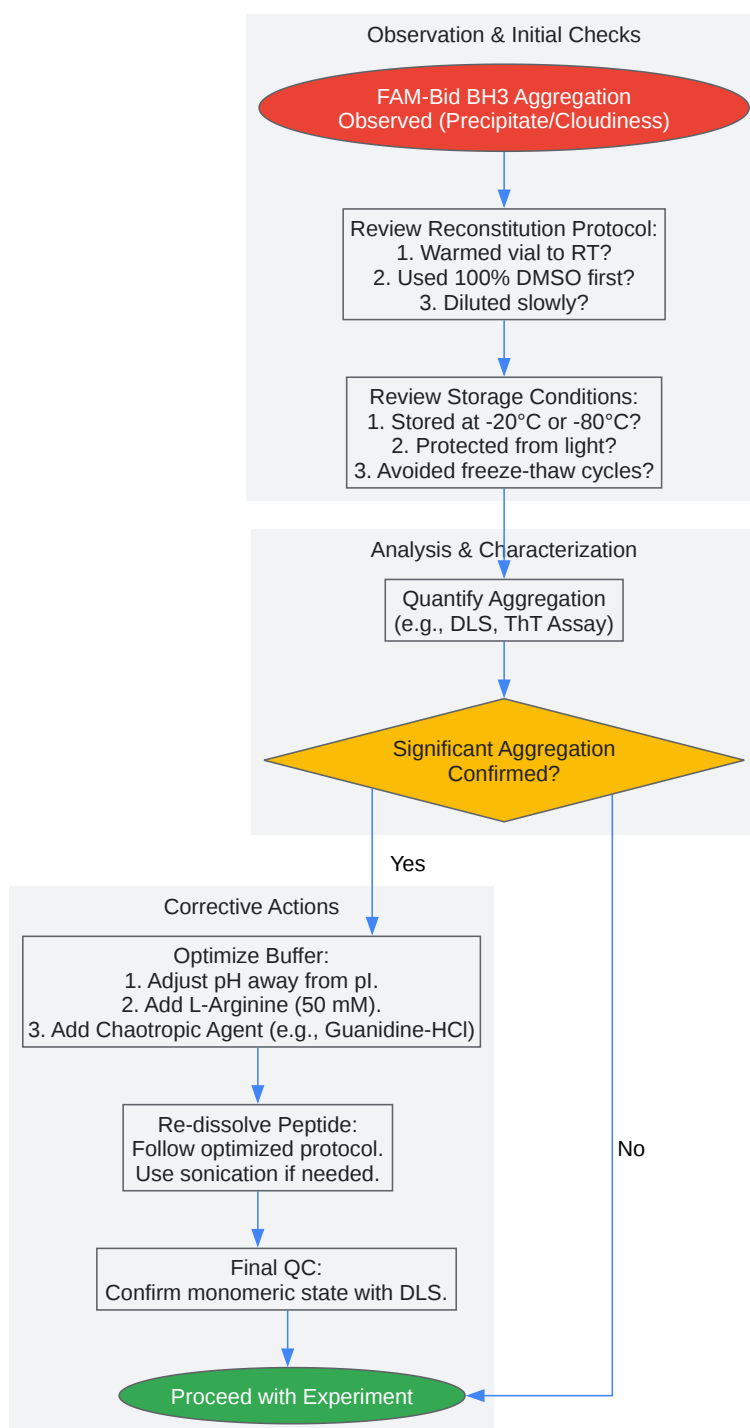 Observation & Initial Checks
FAM-Bid BH3 Aggregation
Observed (Precipitate/Cloudiness)
Review Reconstitution Protocol:
1. Warmed vial to RT?
2. Used 100% DMSO first?
3. Diluted slowly?
Review Storage Conditions:
1. Stored at -20°C or -80°C?
2. Protected from light?
3. Avoided freeze-thaw cycles?
Analysis & Characterization
Quantify Aggregation
(e.g., DLS, ThT Assay)
Significant Aggregation
Confirmed?
Yes
Corrective Actions
Optimize Buffer:
1. Adjust pH away from pI.
2. Add L-Arginine (50 mM).
3. Add Chaotropic Agent (e.g., Guanidine-HCl)
Re-dissolve Peptide:
Follow optimized protocol.
Use sonication if needed.
No
Final QC:
Confirm monomeric state with DLS.
Proceed with Experiment